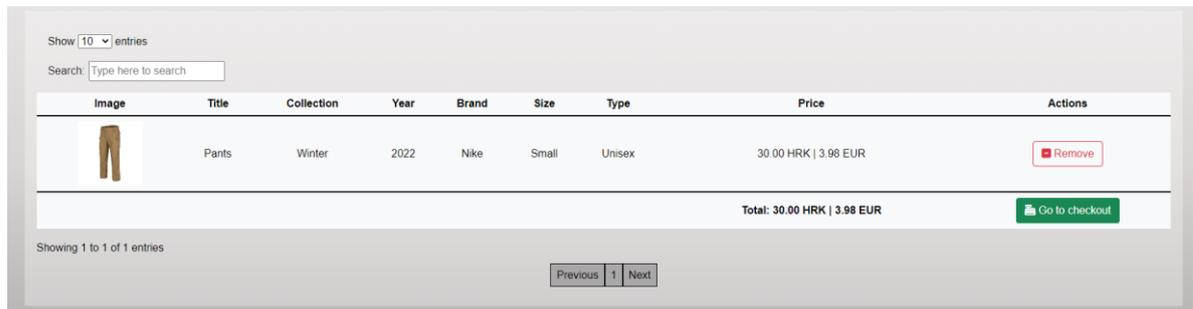 Show 10 entries
Search: Type here to search
Image Title Collection Year Brand Size Type Price Actions
Pants Winter 2022 Nike Small Unisex 30.00 HRK | 3.98 EUR Remove
Total: 30.00 HRK | 3.98 EUR Go to checkout
Showing 1 to 1 of 1 entries
Previous 1 Next